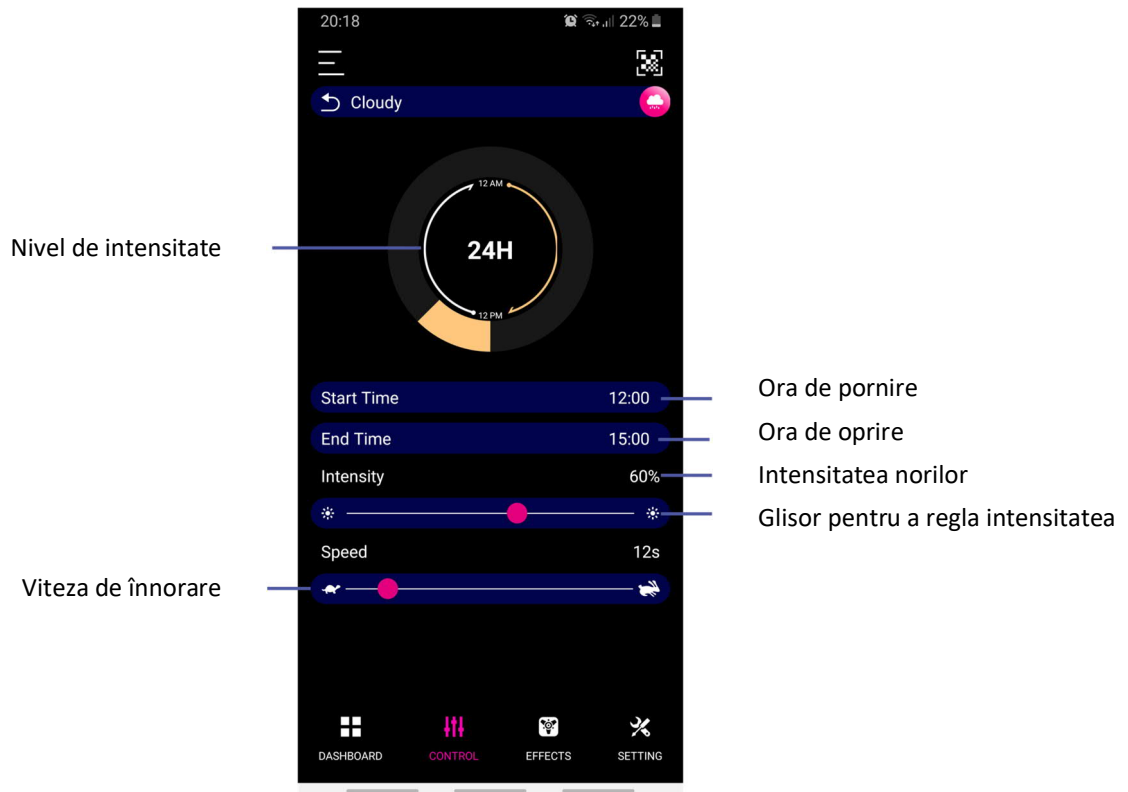 20:18 22%
Cloudy
12 AM
Nivel de intensitate
24H
12 PM
Start Time 12:00
Ora de pornire
End Time 15:00
Ora de oprire
Intensity 60%
Intensitatea norilor
Glisor pentru a regla intensitatea
Speed 12s
Viteza de înnorare
DASHBOARD CONTROL EFFECTS SETTING